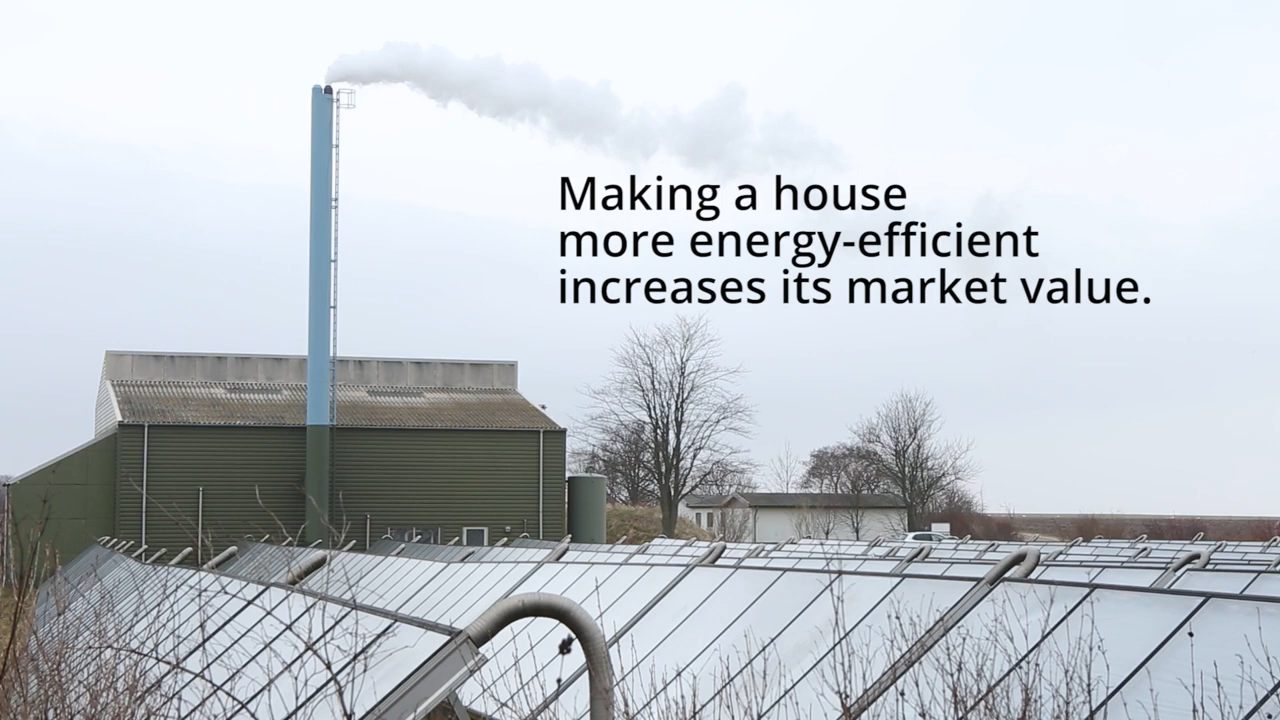 Making a house
more energy-efficient
increases its market value.